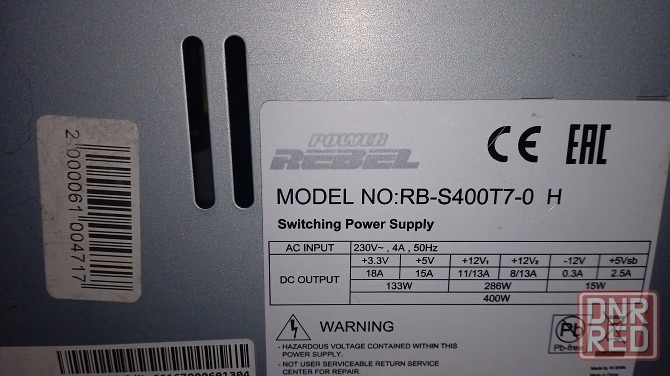 2 000061 004717
POWER
REBEL
CE EAC
MODEL NO:RB-S400T7-0 H
Switching Power Supply
AC INPUT 230V~ , 4A , 50Hz
DC OUTPUT +3.3V +5V +12V₁ +12V₂ -12V +5Vsb
18A 15A 11/13A 8/13A 0.3A 2.5A
133W 286W 15W
400W
WARNING
- HAZARDOUS VOLTAGE CONTAINED WITHIN THIS
POWER SUPPLY.
- NOT USER SERVICEABLE RETURN SERVICE
CENTER FOR REPAIR.
Pb
Pb-free
DNR
RED